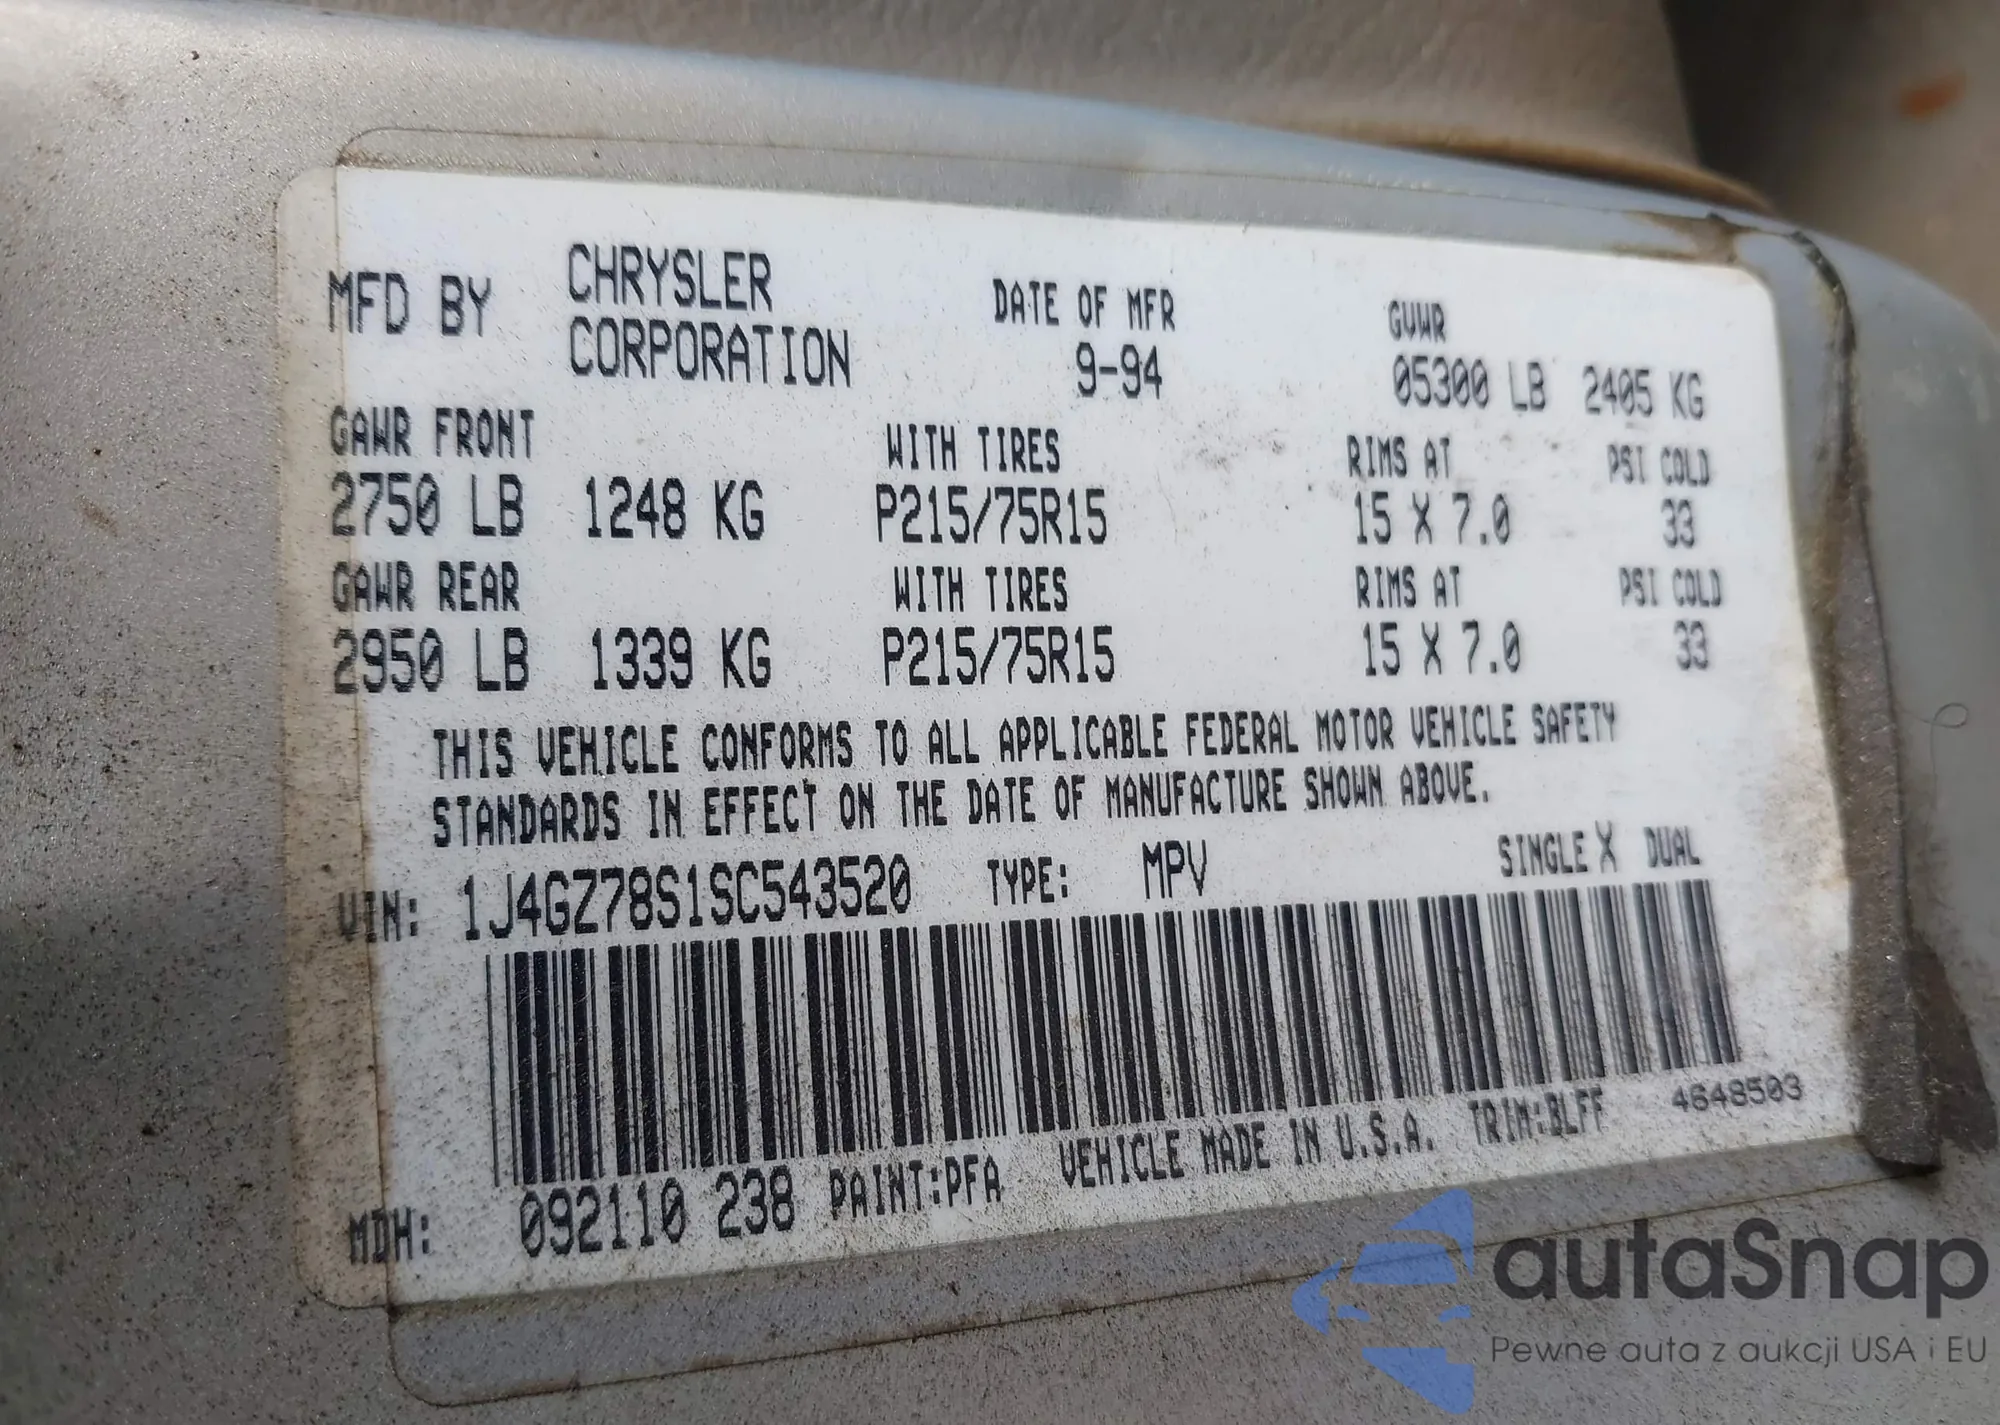 MFD BY CHRYSLER CORPORATION DATE OF MFR 9-94 GVWR 05300 LB 2405 KG
GAWR FRONT WITH TIRES RIMS AT PSI COLD
2750 LB 1248 KG P215/75R15 15 X 7.0 33
GAWR REAR WITH TIRES RIMS AT PSI COLD
2950 LB 1339 KG P215/75R15 15 X 7.0 33
THIS VEHICLE CONFORMS TO ALL APPLICABLE FEDERAL MOTOR VEHICLE SAFETY
STANDARDS IN EFFECT ON THE DATE OF MANUFACTURE SHOWN ABOVE.
VIN: 1J4GZ78S1SC543520 TYPE: MPV SINGLE X DUAL
MDH: 092110 238 PAINT:PFA VEHICLE MADE IN U.S.A. TRIM:BLFF 4648503
autaSnap
Pewne auta z aukcji USA i EU